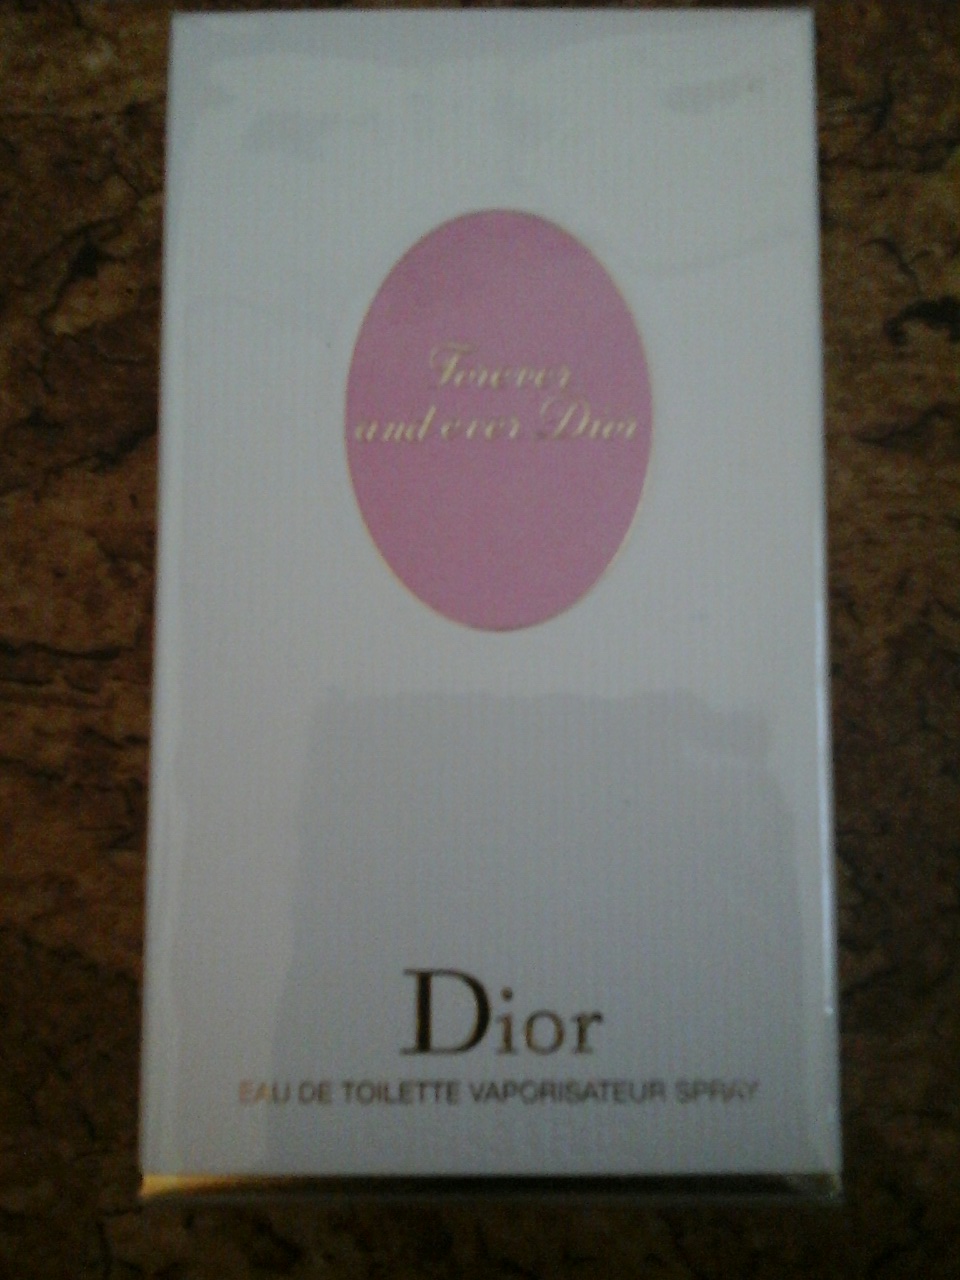 Forever
and ever Dior
Dior
EAU DE TOILETTE VAPORISATEUR SPRAY